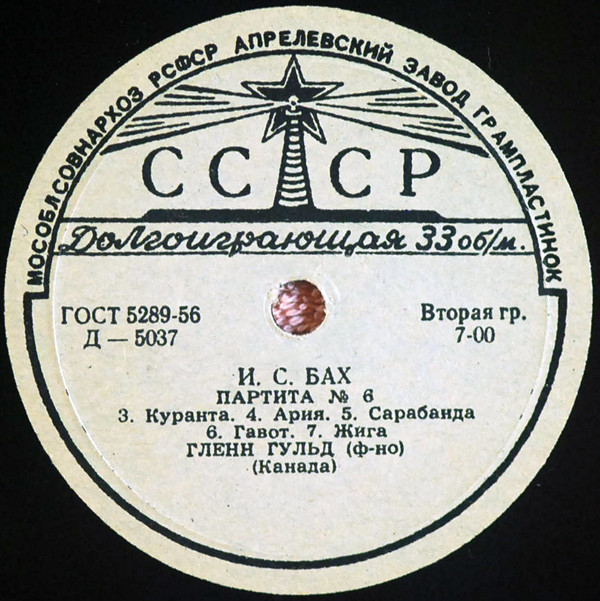 МОСОБЛСОВНАРХОЗ РСФСР АПРЕЛЕВСКИЙ ЗАВОД ГРАМПЛАСТИНОК
СССР
Долгоиграющая 33 об/м.
ГОСТ 5289-56
Д — 5037
Вторая гр.
7-00
И. С. БАХ
ПАРТИТА № 6
3. Куранта. 4. Ария. 5. Сарабанда
6. Гавот. 7. Жига
ГЛЕНН ГУЛЬД (ф-но)
(Канада)